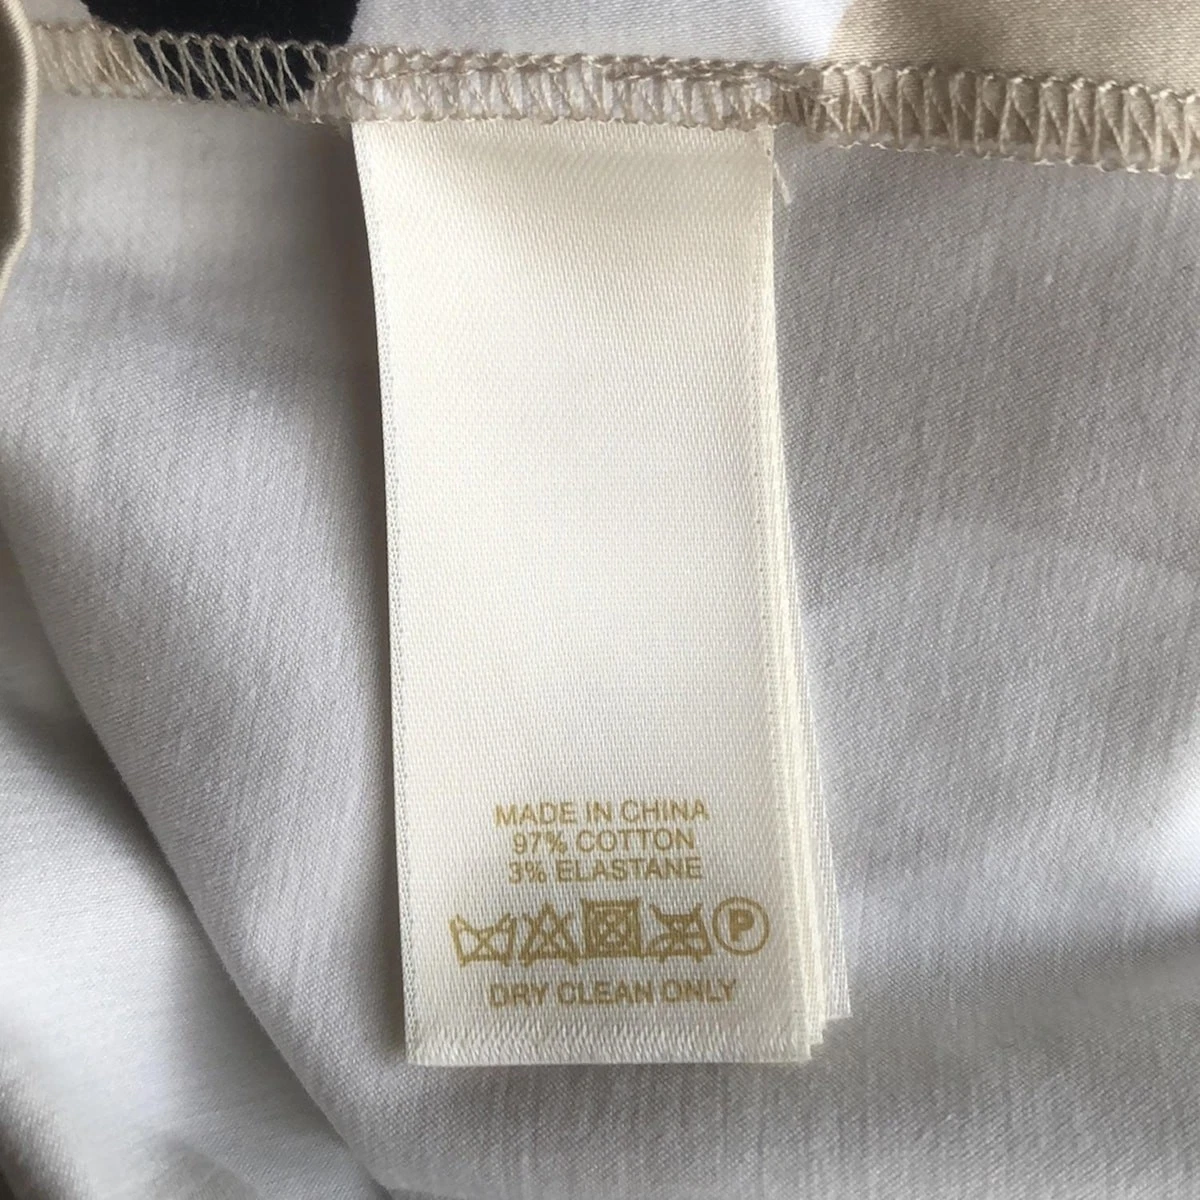 MADE IN CHINA
97% COTTON
3% ELASTANE
P
DRY CLEAN ONLY